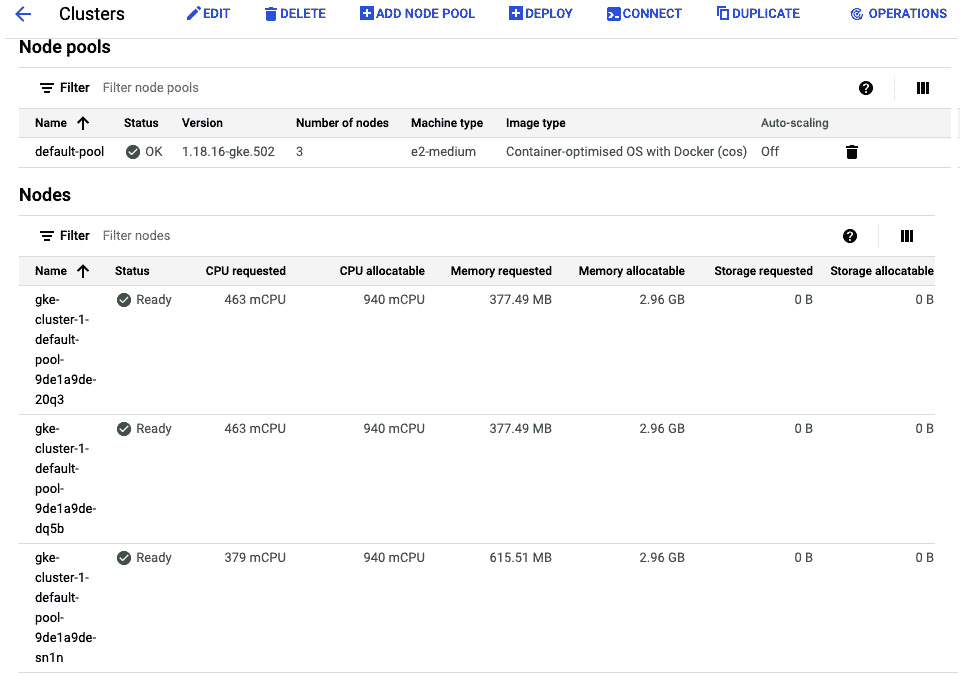 Clusters EDIT DELETE ADD NODE POOL DEPLOY CONNECT DUPLICATE OPERATIONS
Node pools
Filter Filter node pools
Name Status Version Number of nodes Machine type Image type Auto-scaling
default-pool OK 1.18.16-gke.502 3 e2-medium Container-optimised OS with Docker (cos) Off
Nodes
Filter Filter nodes
Name Status CPU requested CPU allocatable Memory requested Memory allocatable Storage requested Storage allocatable
gke- Ready 463 mCPU 940 mCPU 377.49 MB 2.96 GB 0 B 0 B
cluster-1-
default-
pool-
9de1a9de-
20q3
gke- Ready 463 mCPU 940 mCPU 377.49 MB 2.96 GB 0 B 0 B
cluster-1-
default-
pool-
9de1a9de-
dq5b
gke- Ready 379 mCPU 940 mCPU 615.51 MB 2.96 GB 0 B 0 B
cluster-1-
default-
pool-
9de1a9de-
sn1n